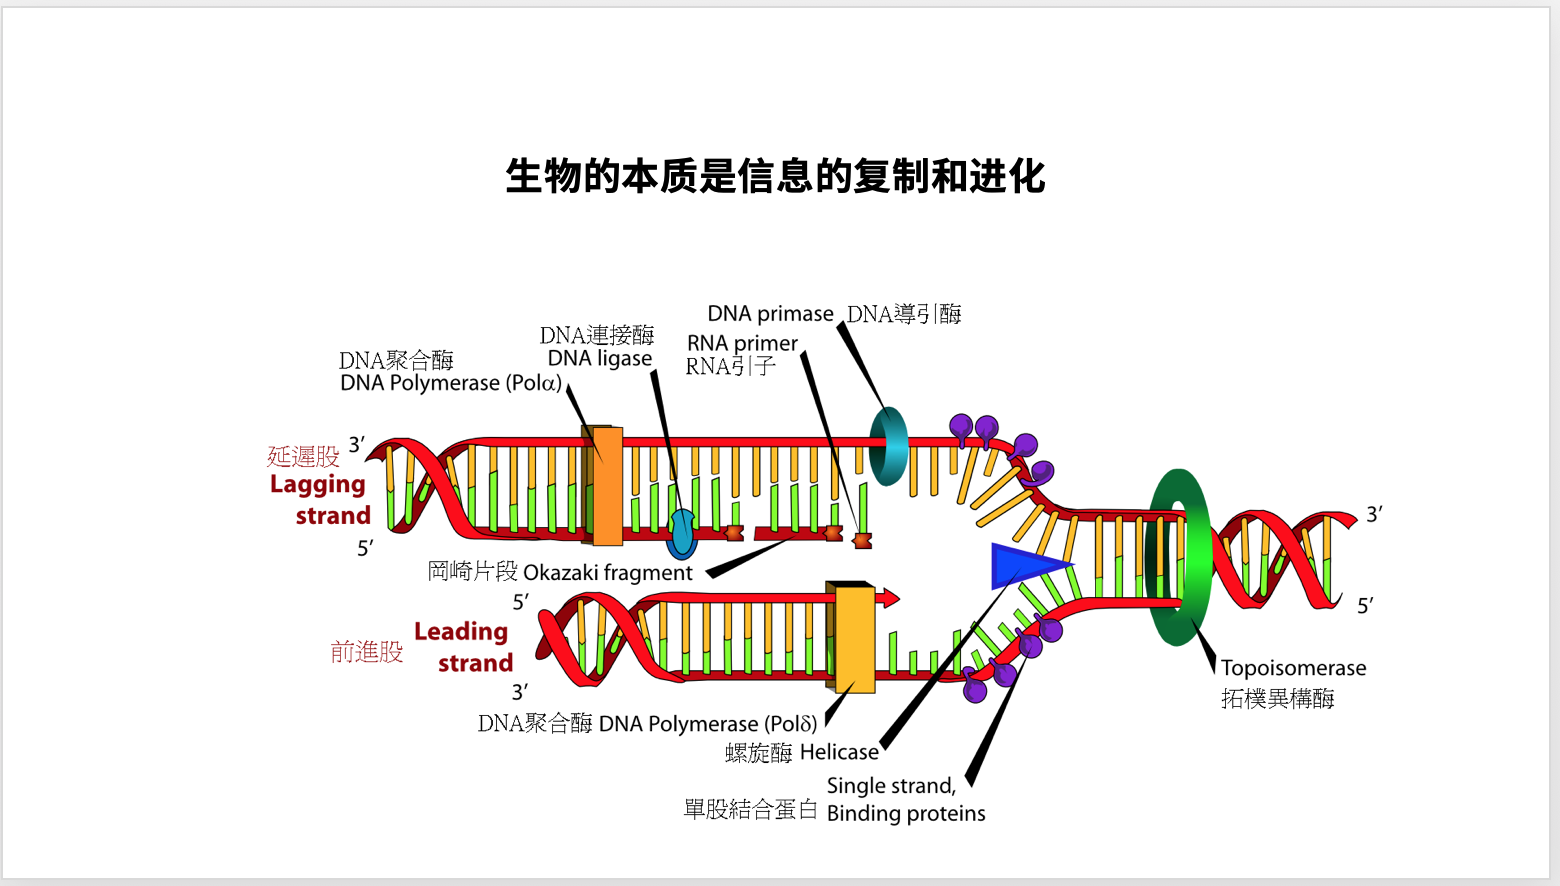 生物的本质是信息的复制和进化
DNA primase DNA導引酶
DNA連接酶
DNA ligase
RNA primer
RNA引子
DNA聚合酶
DNA Polymerase (Polα)
延遲股
Lagging
strand
3′
5′
岡崎片段 Okazaki fragment
3′
5′
5′
前進股
Leading
strand
3′
Topoisomerase
拓樸異構酶
DNA聚合酶 DNA Polymerase (Polδ)
螺旋酶 Helicase
單股結合蛋白
Single strand,
Binding proteins